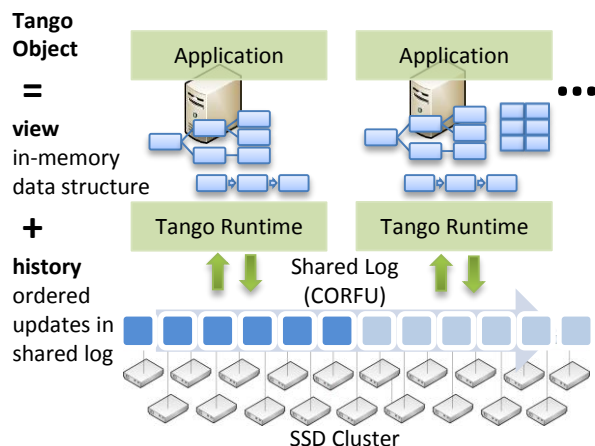 Tango
Object
=
view
in-memory
data structure
+
history
ordered
updates in
shared log
Application
Application
...
Tango Runtime
Tango Runtime
Shared Log
(CORFU)
SSD Cluster